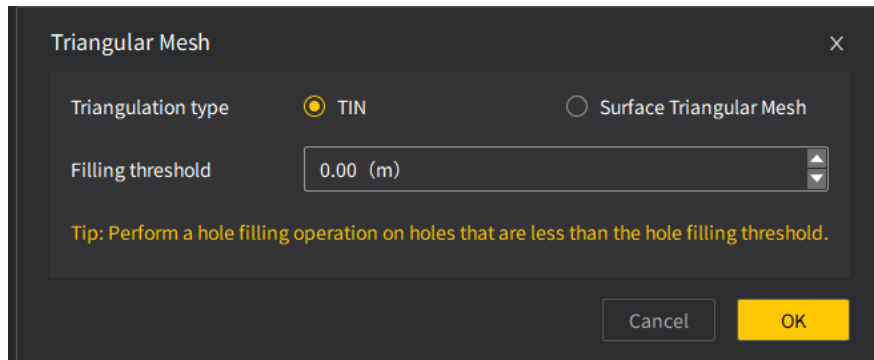 Triangular Mesh
Triangulation type TIN Surface Triangular Mesh
Filling threshold 0.00（m）
Tip: Perform a hole filling operation on holes that are less than the hole filling threshold.
Cancel OK